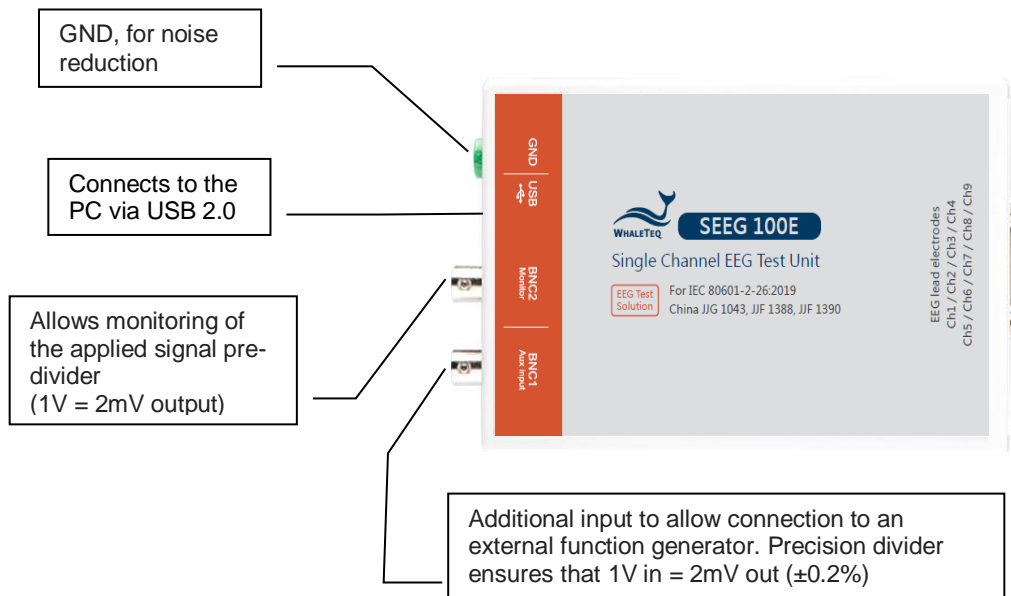 GND, for noise
reduction
Connects to the
PC via USB 2.0
Allows monitoring of
the applied signal pre-
divider
(1V = 2mV output)
GND
USB
BNC2
Monitor
BNC1
Aux input
WHALETEQ
SEEG 100E
Single Channel EEG Test Unit
EEG Test
Solution
For IEC 80601-2-26:2019
China JJG 1043, JJF 1388, JJF 1390
EEG lead electrodes
Ch1 / Ch2 / Ch3 / Ch4
Ch5 / Ch6 / Ch7 / Ch8 / Ch9
Additional input to allow connection to an
external function generator. Precision divider
ensures that 1V in = 2mV out (±0.2%)